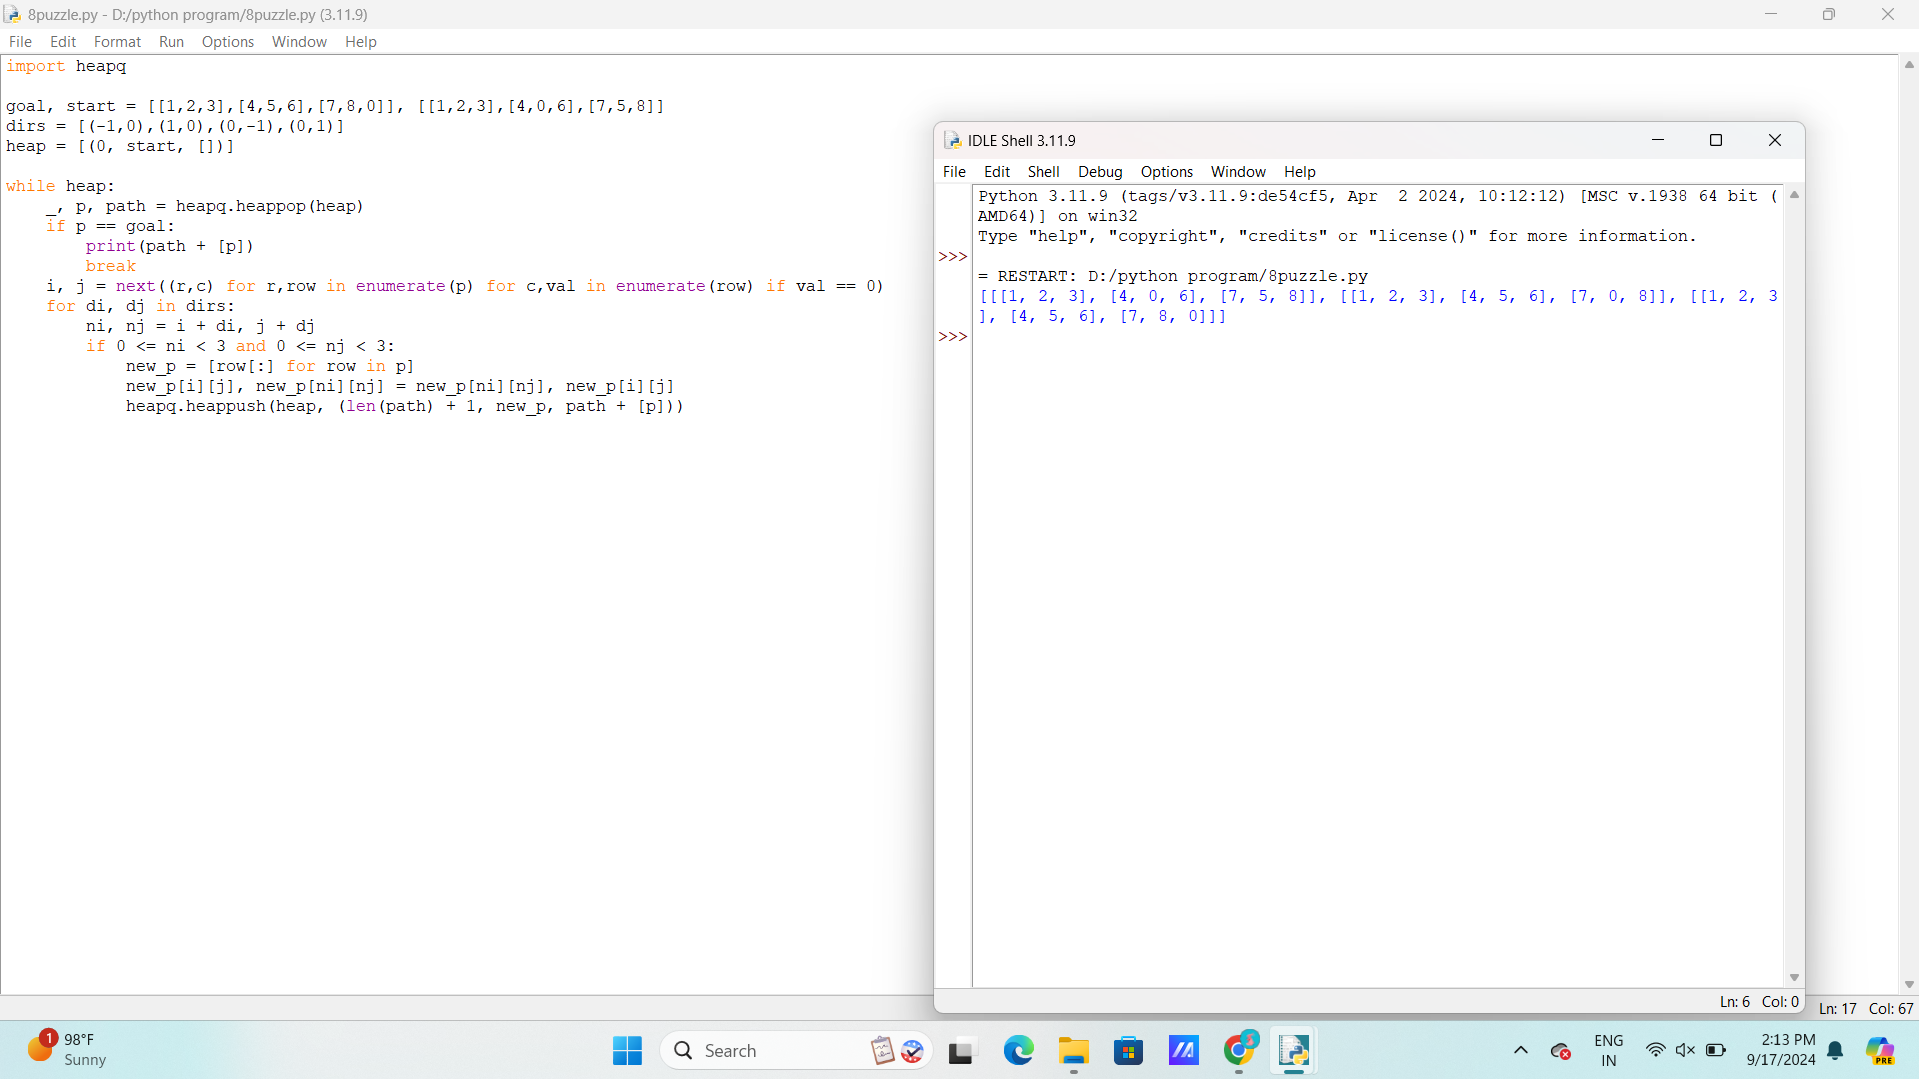 8puzzle.py - D:/python program/8puzzle.py (3.11.9)
File Edit Format Run Options Window Help
import heapq
goal, start = [[1,2,3],[4,5,6],[7,8,0]], [[1,2,3],[4,0,6],[7,5,8]]
dirs = [(-1,0),(1,0),(0,-1),(0,1)]
heap = [(0, start, [])]
while heap:
    _, p, path = heapq.heappop(heap)
    if p == goal:
        print(path + [p])
        break
    i, j = next((r,c) for r,row in enumerate(p) for c,val in enumerate(row) if val == 0)
    for di, dj in dirs:
        ni, nj = i + di, j + dj
        if 0 <= ni < 3 and 0 <= nj < 3:
            new_p = [row[:] for row in p]
            new_p[i][j], new_p[ni][nj] = new_p[ni][nj], new_p[i][j]
            heapq.heappush(heap, (len(path) + 1, new_p, path + [p]))
IDLE Shell 3.11.9
File Edit Shell Debug Options Window Help
Python 3.11.9 (tags/v3.11.9:de54cf5, Apr  2 2024, 10:12:12) [MSC v.1938 64 bit (
AMD64)] on win32
Type "help", "copyright", "credits" or "license()" for more information.
>>>
= RESTART: D:/python program/8puzzle.py
[[[1, 2, 3], [4, 0, 6], [7, 5, 8]], [[1, 2, 3], [4, 5, 6], [7, 0, 8]], [[1, 2, 3
], [4, 5, 6], [7, 8, 0]]]
>>>
Ln: 6 Col: 0
Ln: 17 Col: 67
1
98°F
Sunny
Search
PRE
ENG
IN
2:13 PM
9/17/2024